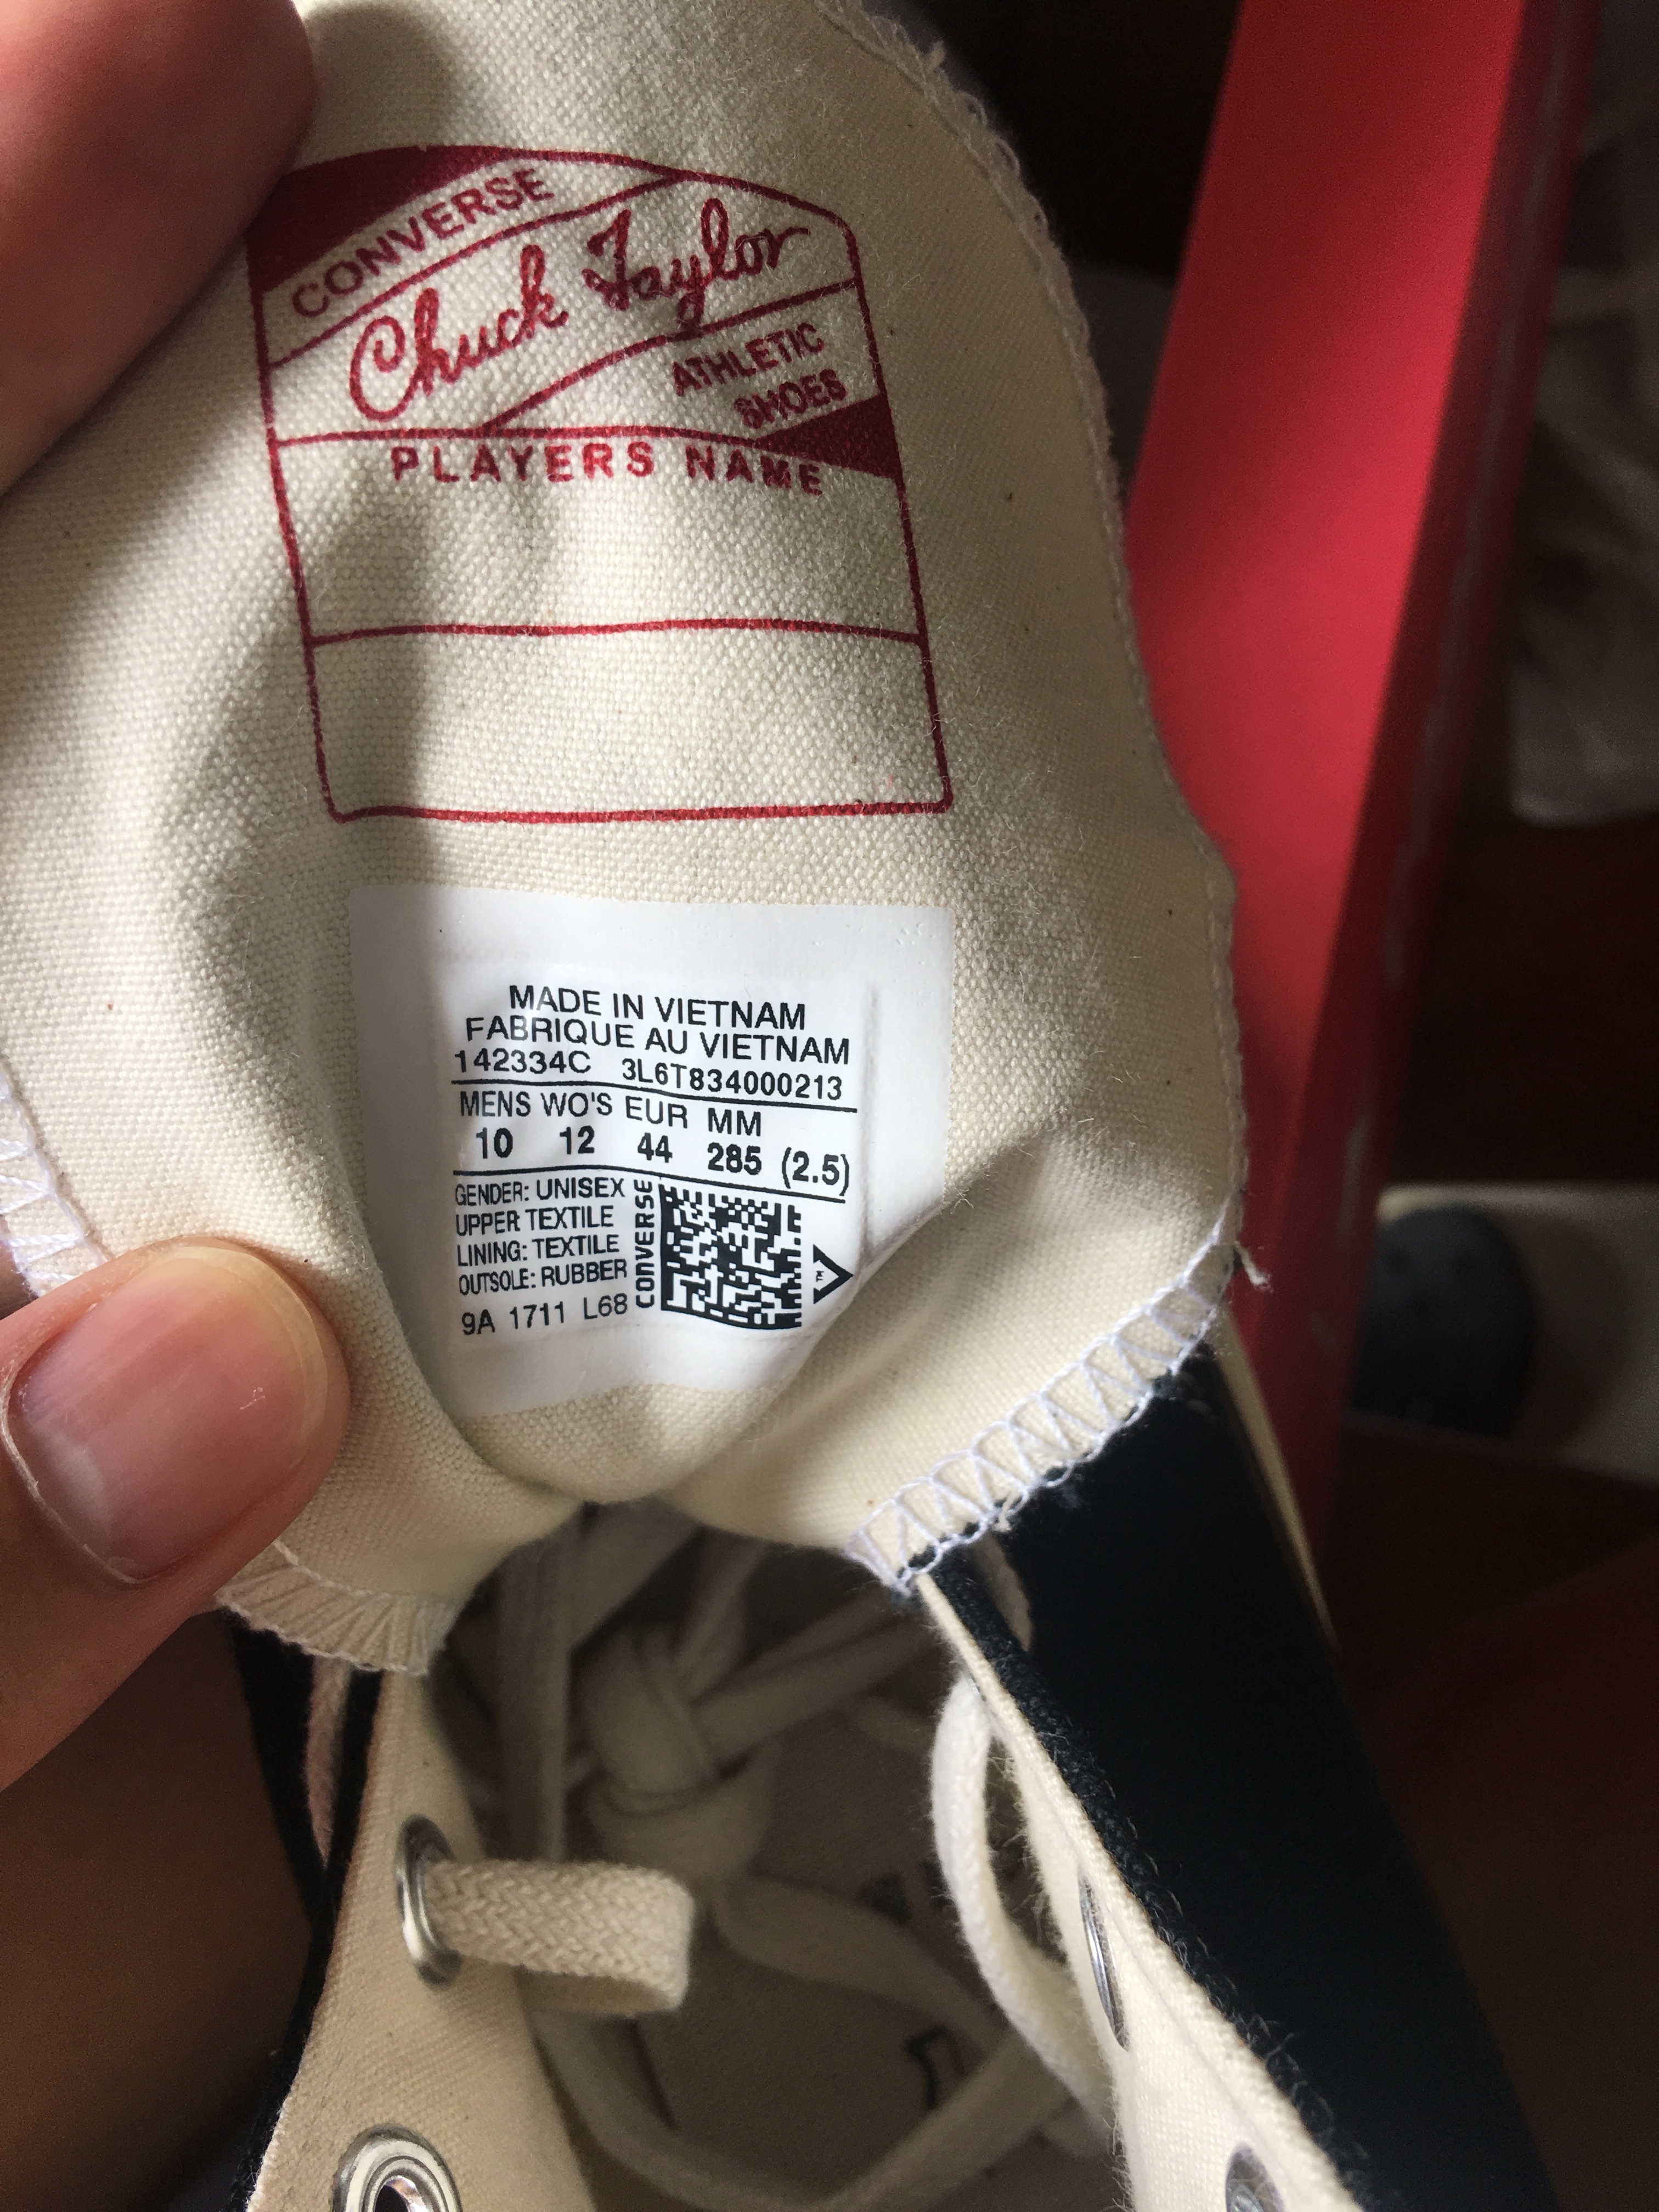 CONVERSE
Chuck Taylor
ATHLETIC
SHOES
PLAYERS NAME
MADE IN VIETNAM
FABRIQUE AU VIETNAM
142334C 3L6T834000213
MENS WO'S EUR MM
10 12 44 285 (2.5)
GENDER: UNISEX
UPPER TEXTILE
LINING: TEXTILE
OUTSOLE: RUBBER
9A 1711 L68
CONVERSE
TM